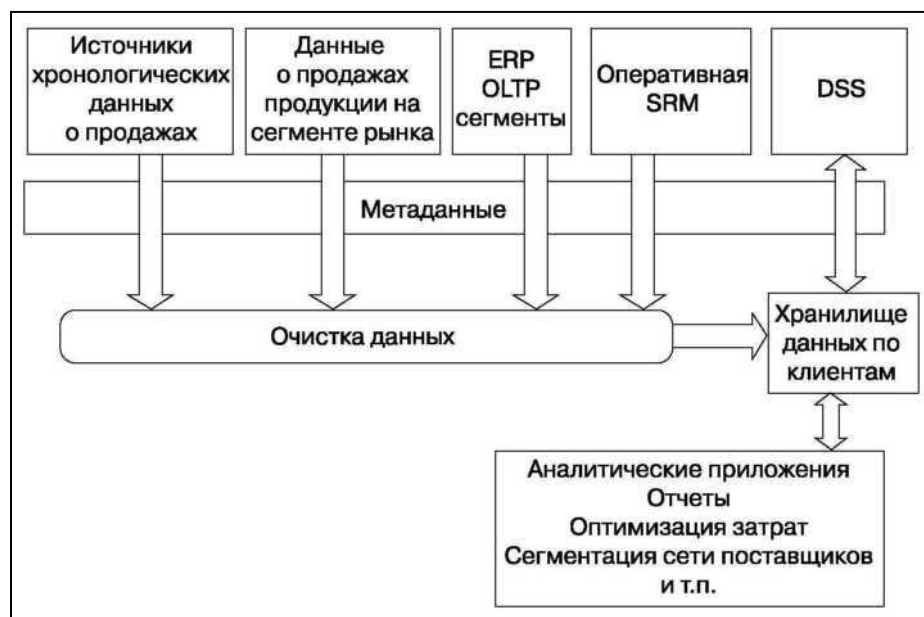 Источники
хронологических
данных
о продажах
Данные
о продажах
продукции на
сегменте рынка
ERP
OLTP
сегменты
Оперативная
SRM
DSS
Метаданные
Очистка данных
Хранилище
данных по
клиентам
Аналитические приложения
Отчеты
Оптимизация затрат
Сегментация сети поставщиков
и т.п.